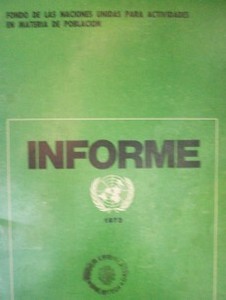 FONDO DE LAS NACIONES UNIDAS PARA ACTIVIDADES
EN MATERIA DE POBLACION
INFORME
1973